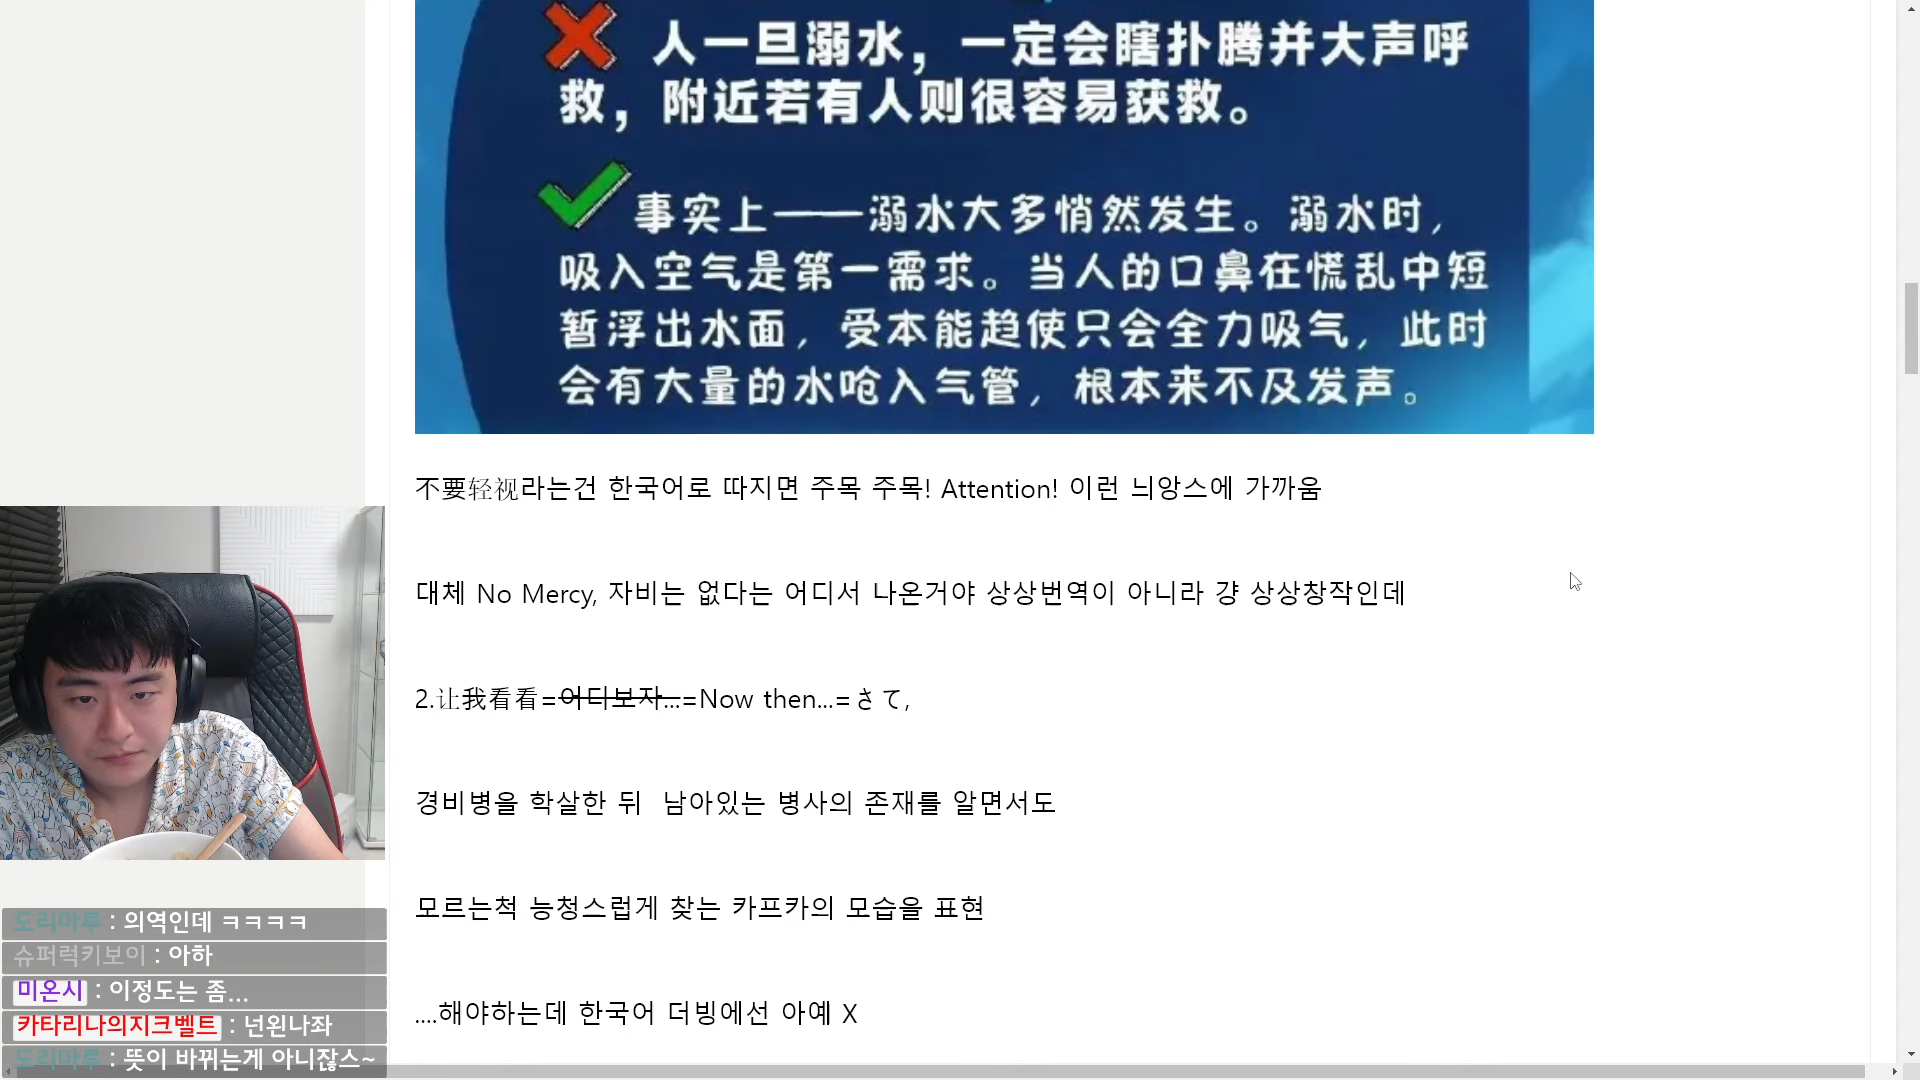 人一旦溺水，一定会瞎扑腾并大声呼
救，附近若有人则很容易获救。
事实上——溺水大多悄然发生。溺水时，
吸入空气是第一需求。当人的口鼻在慌乱中短
暂浮出水面，受本能趋使只会全力吸气，此时
会有大量的水呛入气管，根本来不及发声。
不要轻视라는건 한국어로 따지면 주목 주목! Attention! 이런 늬앙스에 가까움
대체 No Mercy, 자비는 없다는 어디서 나온거야 상상번역이 아니라 걍 상상창작인데
2.让我看看=어디보자...=Now then...=さて,
경비병을 학살한 뒤 남아있는 병사의 존재를 알면서도
모르는척 능청스럽게 찾는 카프카의 모습을 표현
....해야하는데 한국어 더빙에선 아예 X
도리마루 : 의역인데 ㅋㅋㅋㅋ
슈퍼럭키보이 : 아하
미온시 : 이정도는 좀...
카타리나의지크벨트 : 넌왼나좌
도리마루 : 뜻이 바뀌는게 아니잖스~